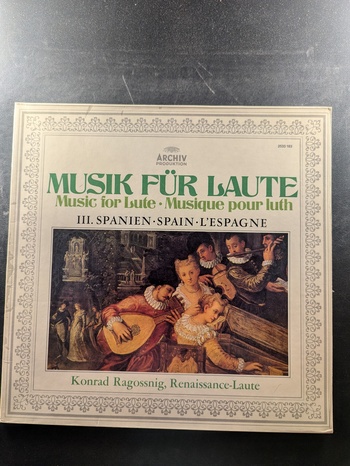 ARCHIV
PRODUKTION
MUSIK FÜR LAUTE
Music for Lute · Musique pour luth
III. SPANIEN · SPAIN · L'ESPAGNE
Konrad Ragossnig, Renaissance-Laute